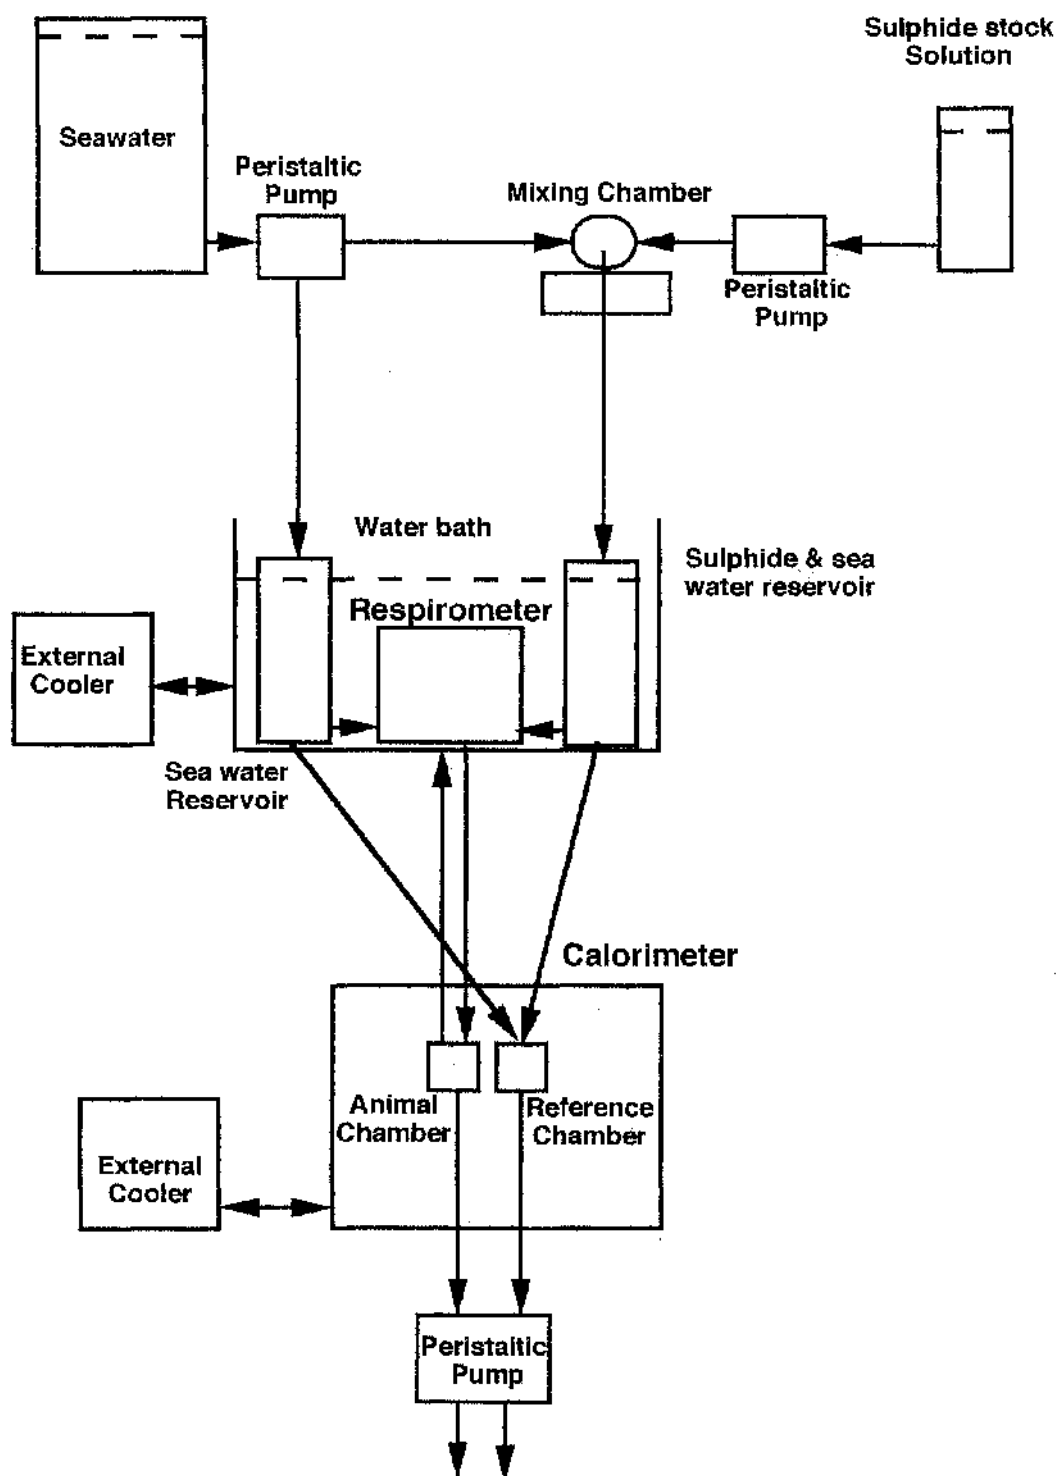 Sulphide stock
Solution
Seawater
Peristaltic
Pump
Mixing Chamber
Peristaltic
Pump
Water bath
Sulphide & sea
water reservoir
Respirometer
External
Cooler
Sea water
Reservoir
Calorimeter
Animal
Chamber
Reference
Chamber
External
Cooler
Peristaltic
Pump